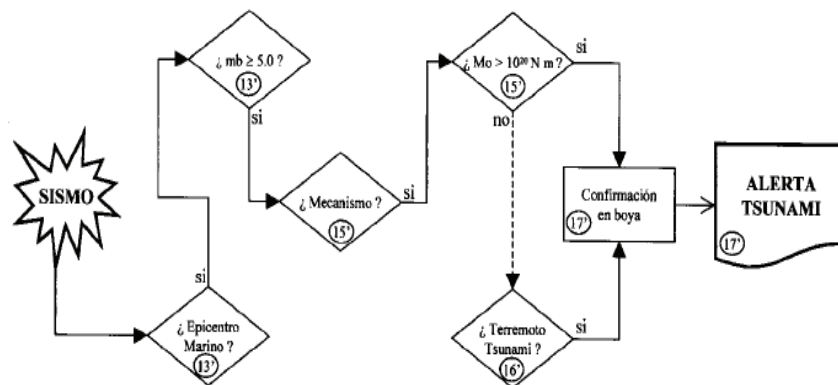 SISMO
¿ Epicentro
Marino ?
13'
si
¿ mb ≥ 5.0 ?
13'
si
¿ Mecanismo ?
15'
si
¿ Mo > 10²⁰ N m ?
15'
si
no
¿ Terremoto
Tsunami ?
16'
si
Confirmación
en boya
17'
ALERTA
TSUNAMI
17'